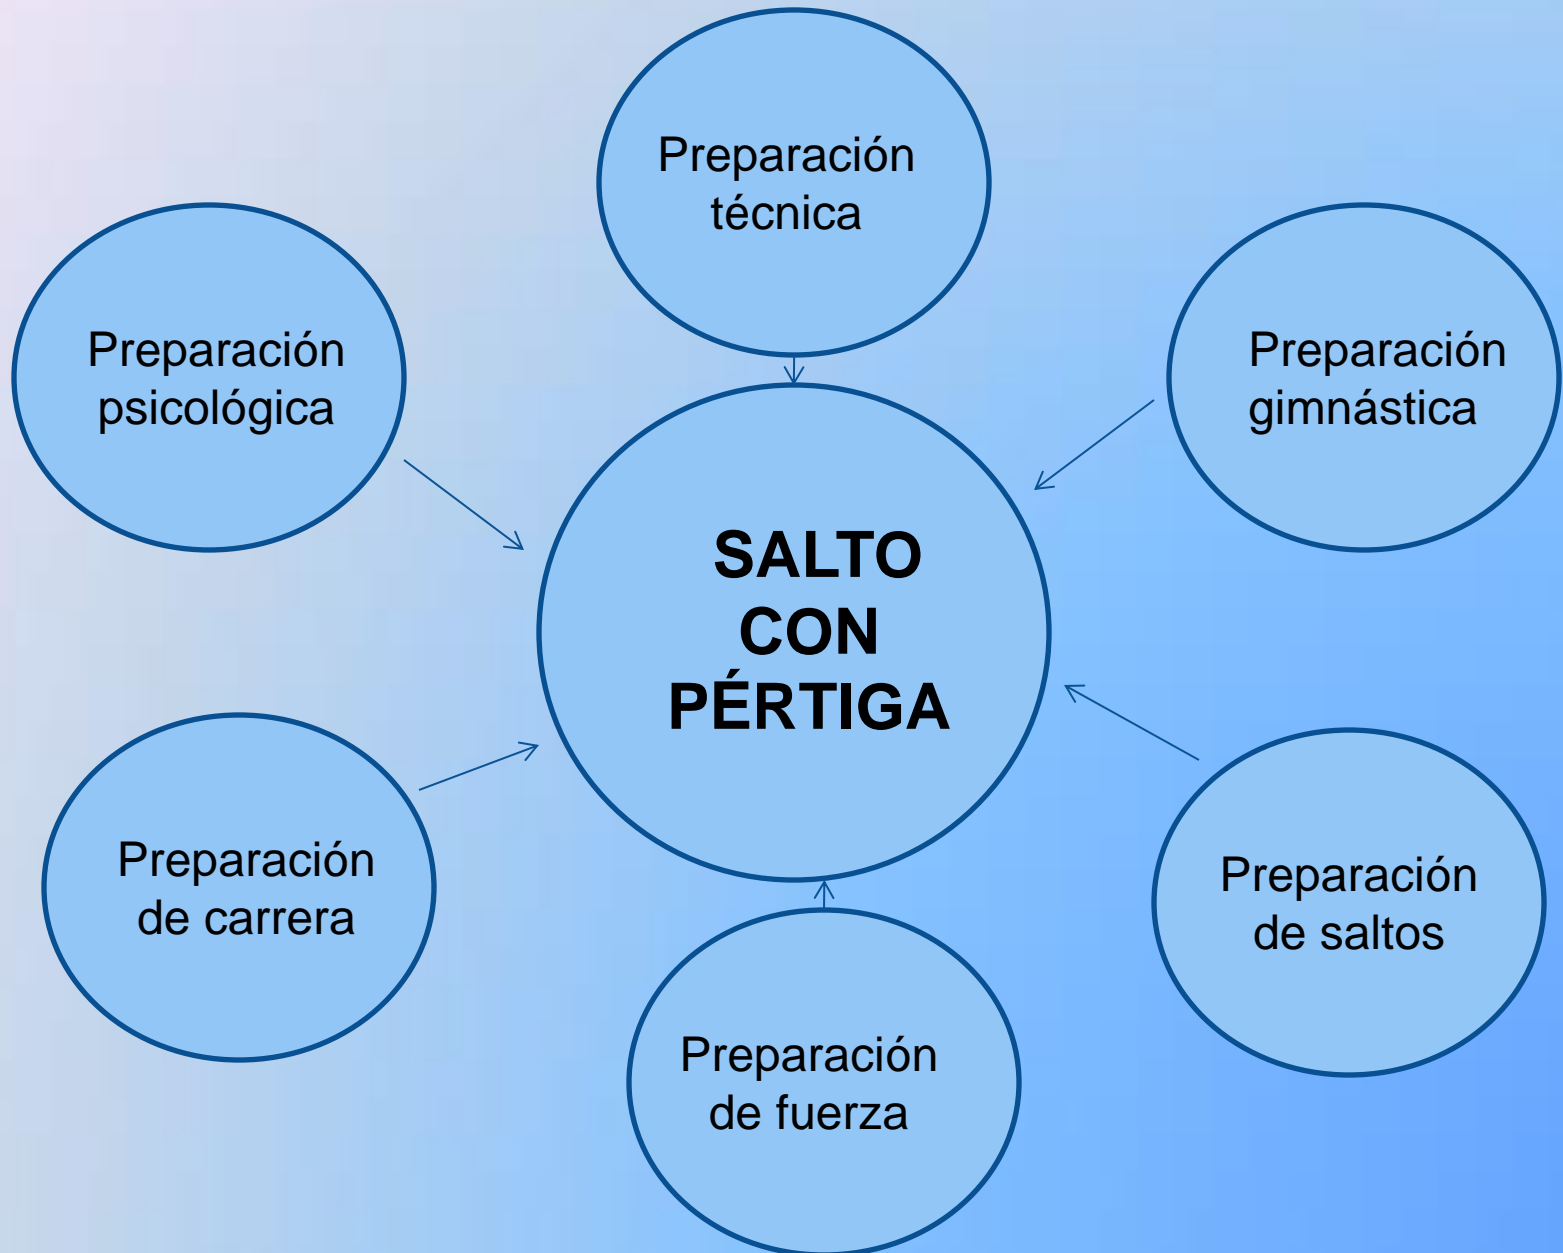 Preparación
técnica
Preparación
psicológica
Preparación
gimnástica
SALTO
CON
PÉRTIGA
Preparación
de carrera
Preparación
de saltos
Preparación
de fuerza